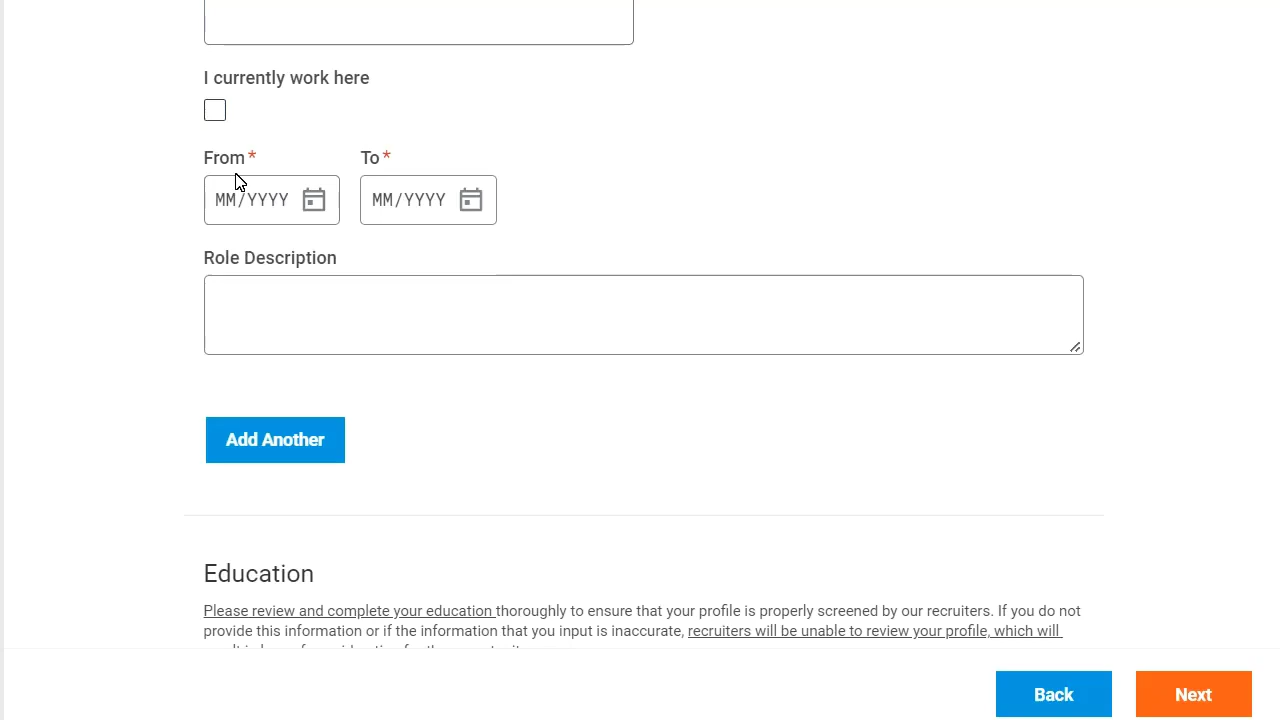 I currently work here
From* To*
MM/YYYY MM/YYYY
Role Description
Add Another
Education
Please review and complete your education thoroughly to ensure that your profile is properly screened by our recruiters. If you do not
provide this information or if the information that you input is inaccurate, recruiters will be unable to review your profile, which will
Back Next